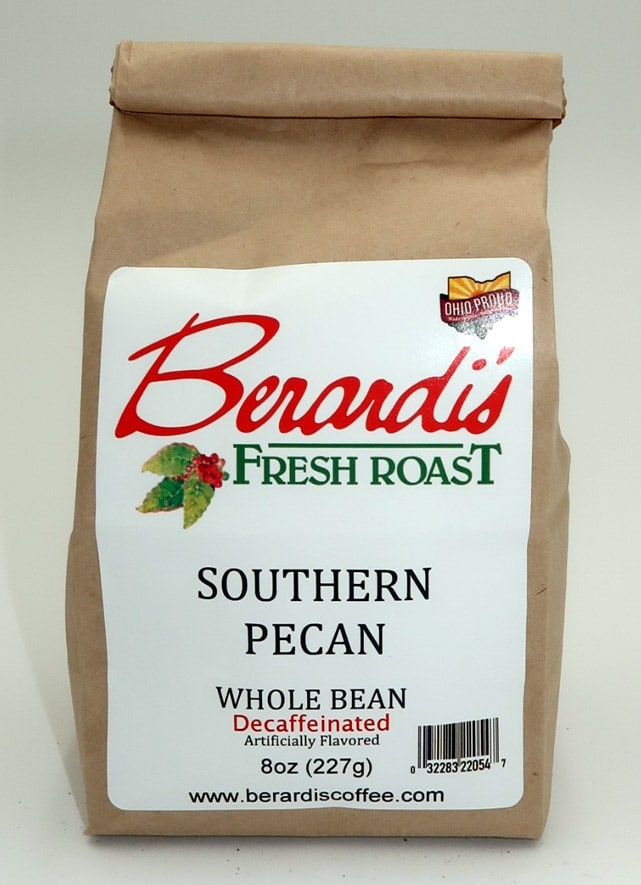 OHIO PROUD
Berardi's
FRESH ROAST
SOUTHERN
PECAN
WHOLE BEAN
Decaffeinated
Artificially Flavored
8oz (227g)
0 32283 22054 7
www.berardiscoffee.com